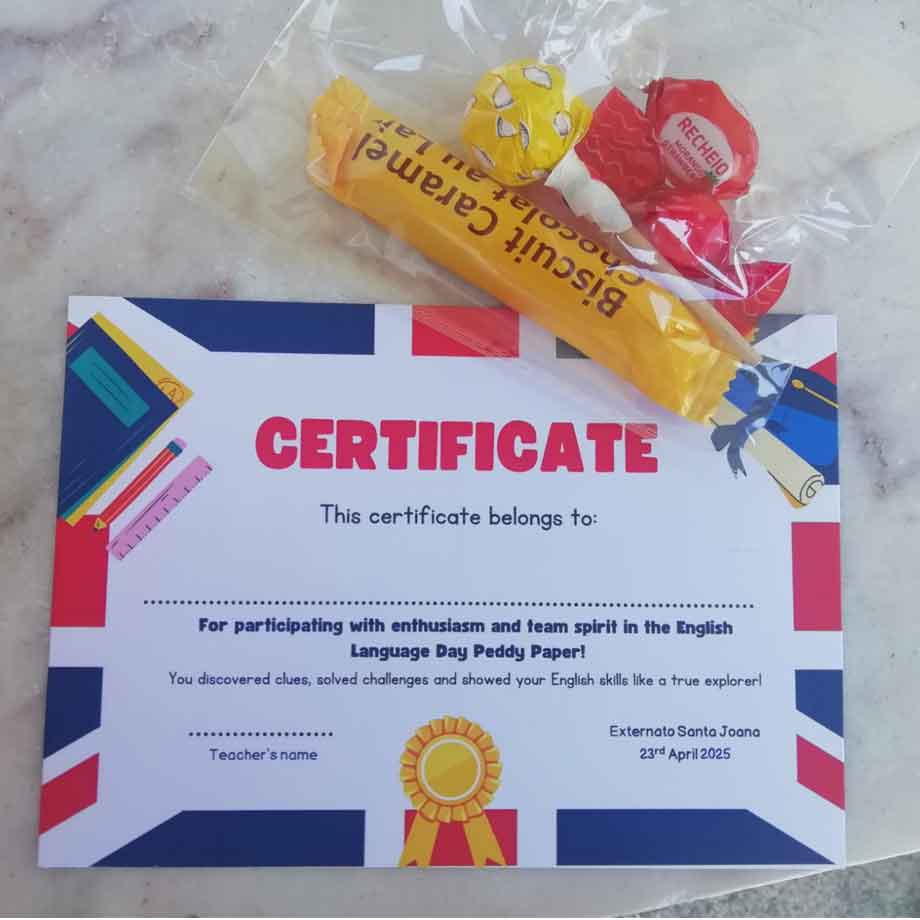 Biscuit Caramel
Chocolat au Lait
RECHEIO
MORANGO
STRAWBERRY
CERTIFICATE
This certificate belongs to:
For participating with enthusiasm and team spirit in the English
Language Day Peddy Paper!
You discovered clues, solved challenges and showed your English skills like a true explorer!
Teacher's name
Externato Santa Joana
23rd April 2025